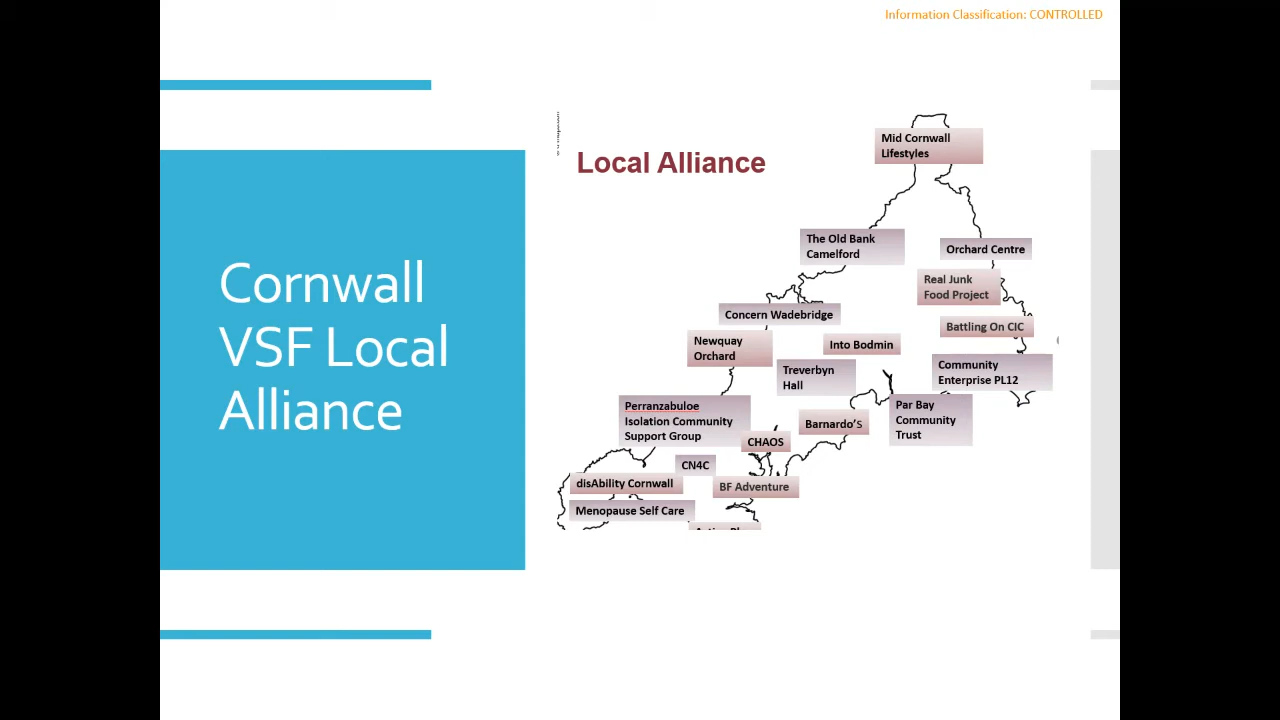 Information Classification: CONTROLLED
Cornwall
VSF Local
Alliance
Local Alliance
Mid Cornwall
Lifestyles
The Old Bank
Camelford
Orchard Centre
Real Junk
Food Project
Concern Wadebridge
Battling On CIC
Newquay
Orchard
Into Bodmin
Treverbyn
Hall
Community
Enterprise PL12
Perranzabuloe
Isolation Community
Support Group
Par Bay
Community
Trust
Barnardo's
CHAOS
CN4C
disAbility Cornwall
BF Adventure
Menopause Self Care